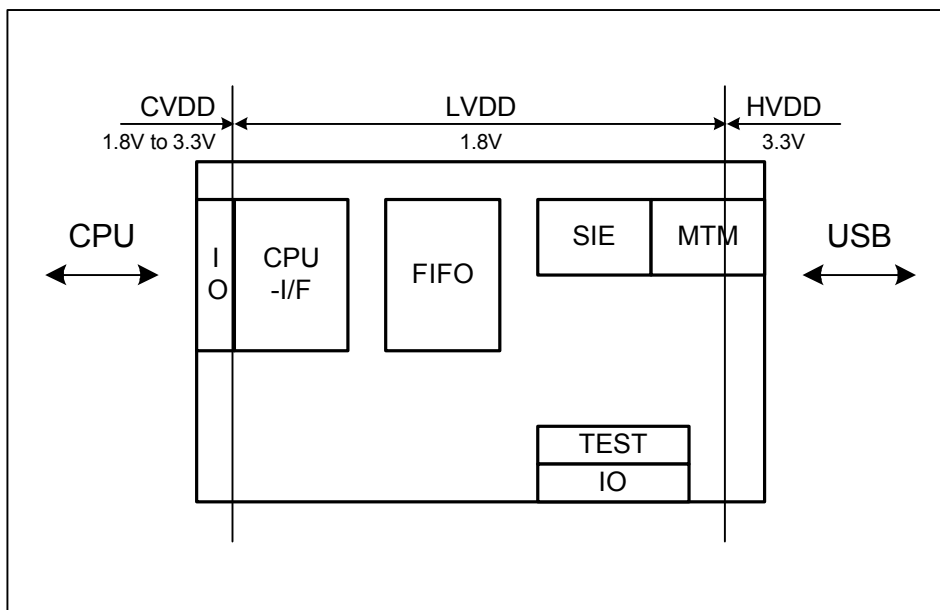 CVDD LVDD HVDD
1.8V to 3.3V 1.8V 3.3V
CPU
I
O
CPU
-I/F
FIFO
SIE
MTM
USB
TEST
IO